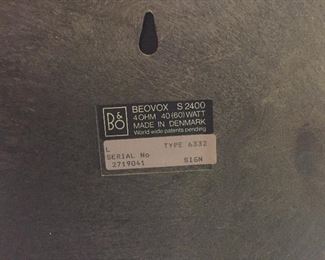 B&O
BEOVOX S 2400
4 OHM 40(60) WATT
MADE IN DENMARK
World wide patents pending
L TYPE 6332
SERIAL No
2719041 SIGN